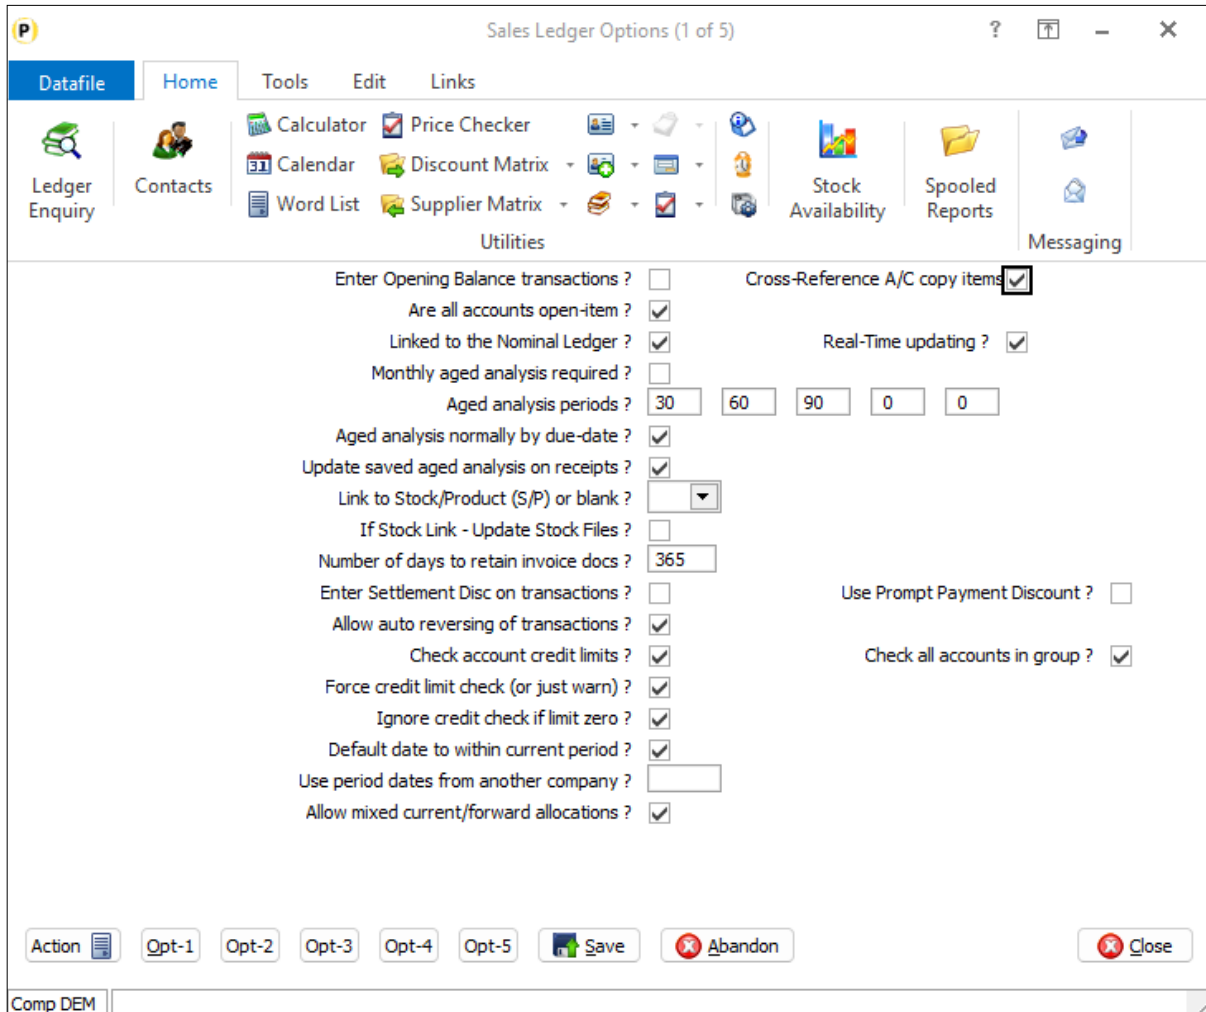 P
Sales Ledger Options (1 of 5)
?
Datafile Home Tools Edit Links
Calculator Price Checker
Calendar Discount Matrix
31
Word List Supplier Matrix
Ledger Enquiry
Contacts
Stock Availability
Spooled Reports
Utilities
Messaging
Enter Opening Balance transactions ? Cross-Reference A/C copy items
Are all accounts open-item ?
Linked to the Nominal Ledger ? Real-Time updating ?
Monthly aged analysis required ?
Aged analysis periods ? 30 60 90 0 0
Aged analysis normally by due-date ?
Update saved aged analysis on receipts ?
Link to Stock/Product (S/P) or blank ?
If Stock Link - Update Stock Files ?
Number of days to retain invoice docs ? 365
Enter Settlement Disc on transactions ? Use Prompt Payment Discount ?
Allow auto reversing of transactions ?
Check account credit limits ? Check all accounts in group ?
Force credit limit check (or just warn) ?
Ignore credit check if limit zero ?
Default date to within current period ?
Use period dates from another company ?
Allow mixed current/forward allocations ?
Action Opt-1 Opt-2 Opt-3 Opt-4 Opt-5 Save Abandon Close
Comp DEM